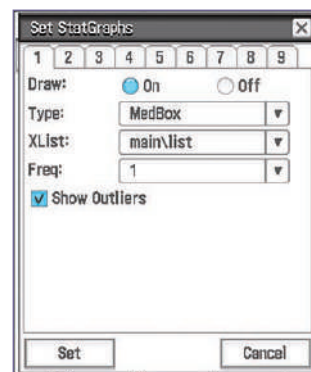 Set StatGraphs
1 2 3 4 5 6 7 8 9
Draw: On Off
Type: MedBox
XList: main\list
Freq: 1
Show Outliers
Set Cancel